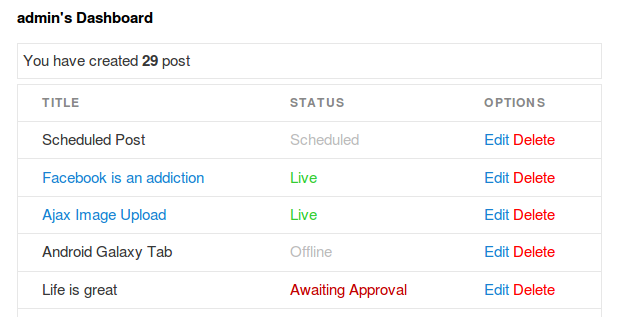 admin's Dashboard
You have created 29 post
TITLE STATUS OPTIONS
Scheduled Post Scheduled Edit Delete
Facebook is an addiction Live Edit Delete
Ajax Image Upload Live Edit Delete
Android Galaxy Tab Offline Edit Delete
Life is great Awaiting Approval Edit Delete